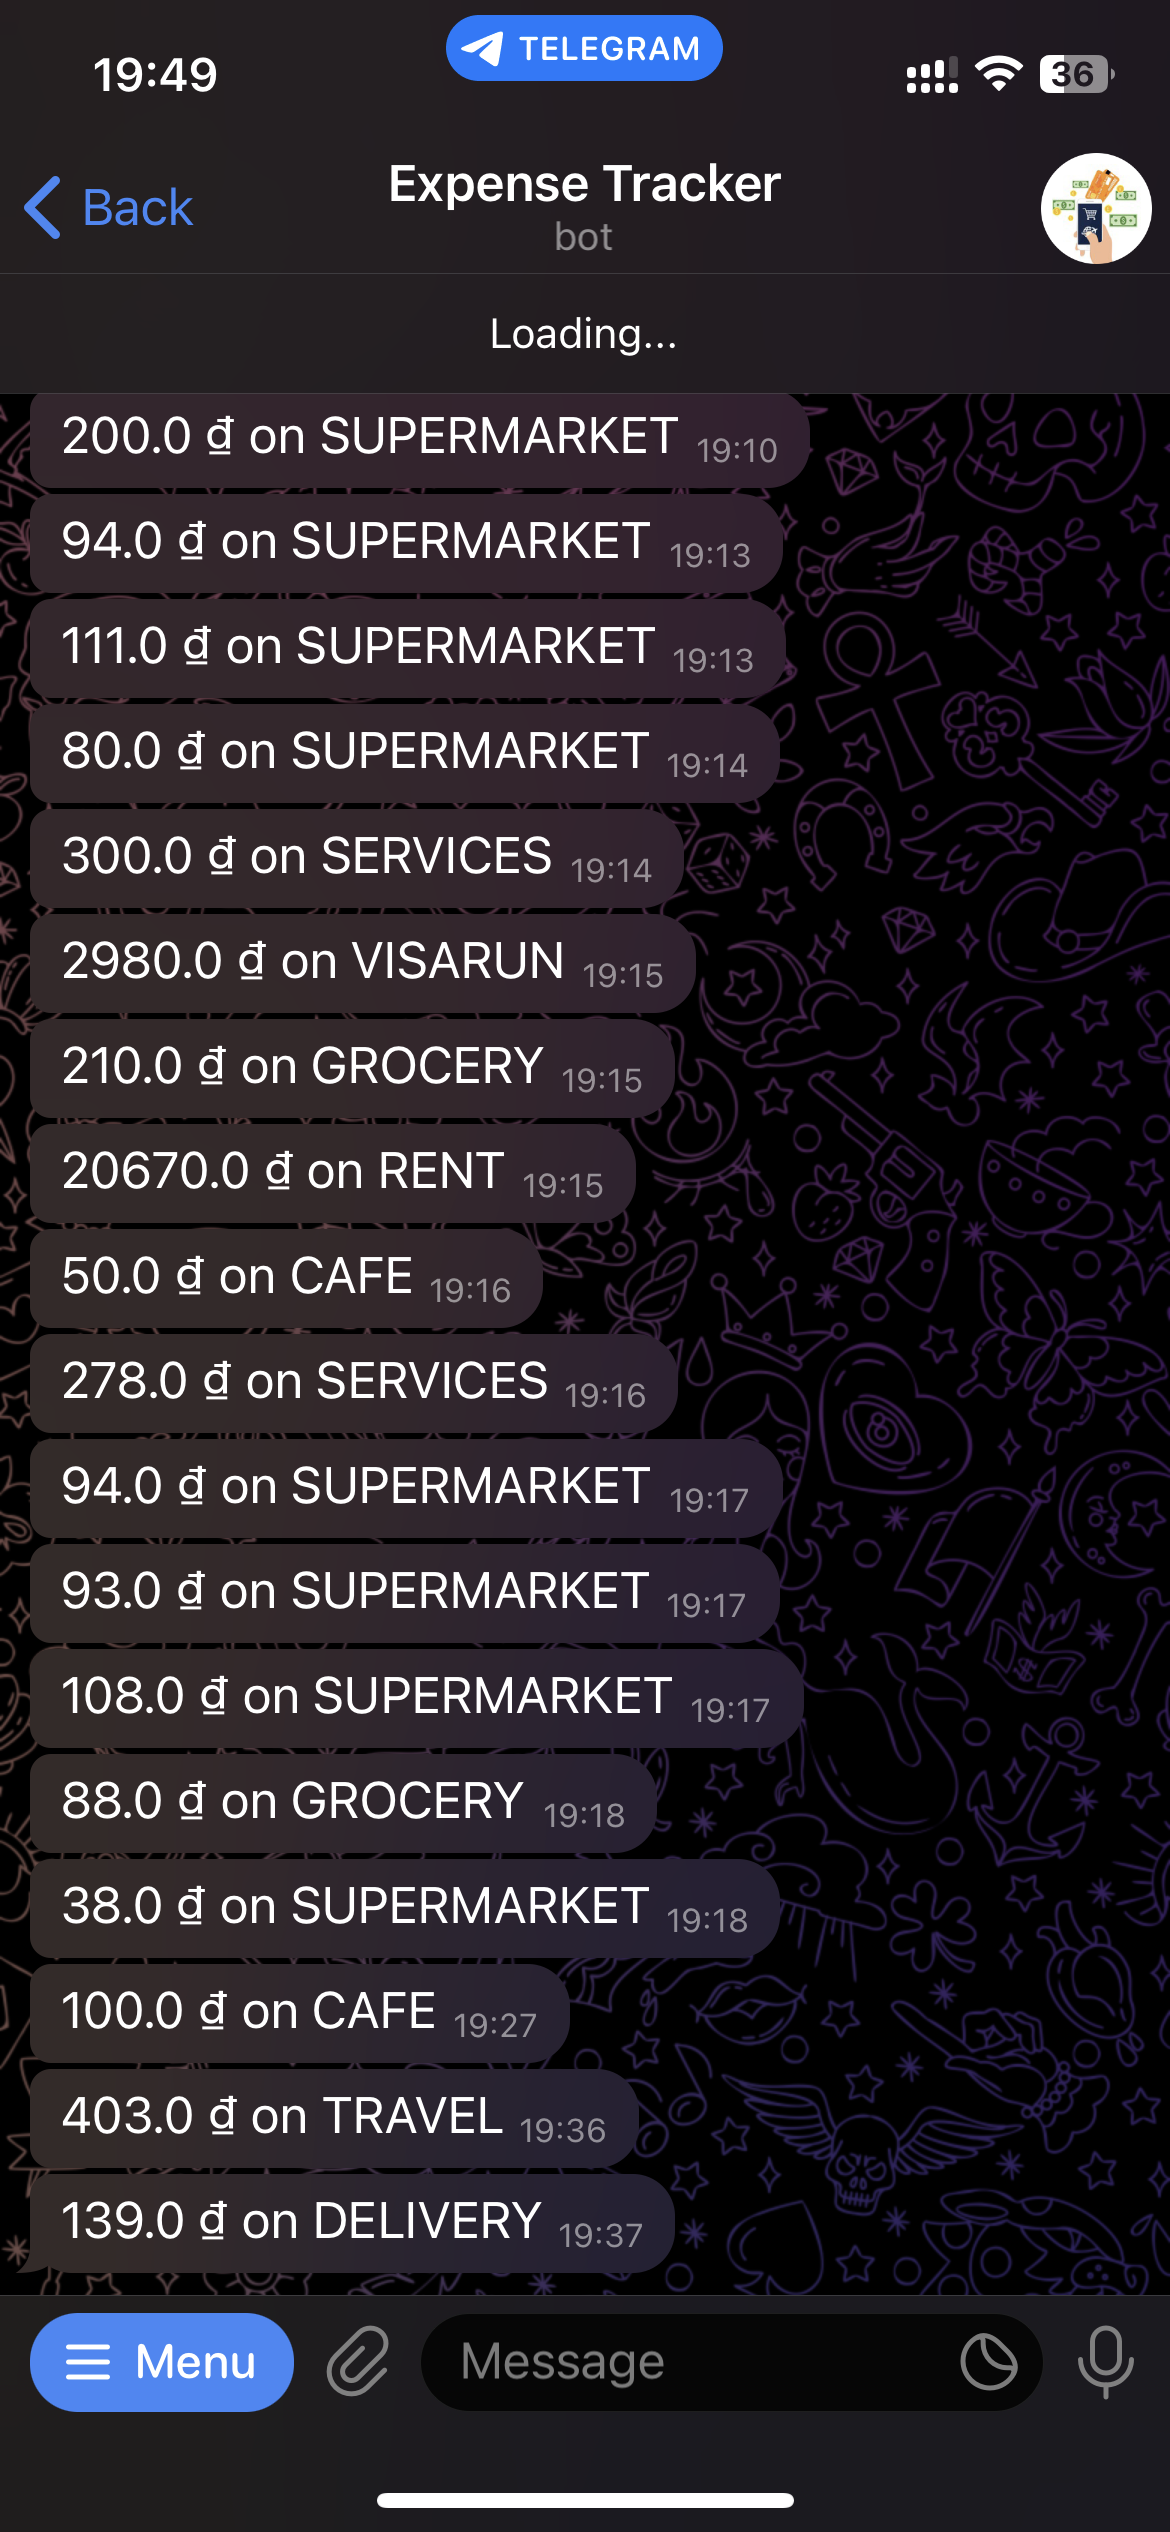 19:49
TELEGRAM
36
Back
Expense Tracker
bot
Loading...
200.0 ₫ on SUPERMARKET 19:10
94.0 ₫ on SUPERMARKET 19:13
111.0 ₫ on SUPERMARKET 19:13
80.0 ₫ on SUPERMARKET 19:14
300.0 ₫ on SERVICES 19:14
2980.0 ₫ on VISARUN 19:15
210.0 ₫ on GROCERY 19:15
20670.0 ₫ on RENT 19:15
50.0 ₫ on CAFE 19:16
278.0 ₫ on SERVICES 19:16
94.0 ₫ on SUPERMARKET 19:17
93.0 ₫ on SUPERMARKET 19:17
108.0 ₫ on SUPERMARKET 19:17
88.0 ₫ on GROCERY 19:18
38.0 ₫ on SUPERMARKET 19:18
100.0 ₫ on CAFE 19:27
403.0 ₫ on TRAVEL 19:36
139.0 ₫ on DELIVERY 19:37
Menu
Message